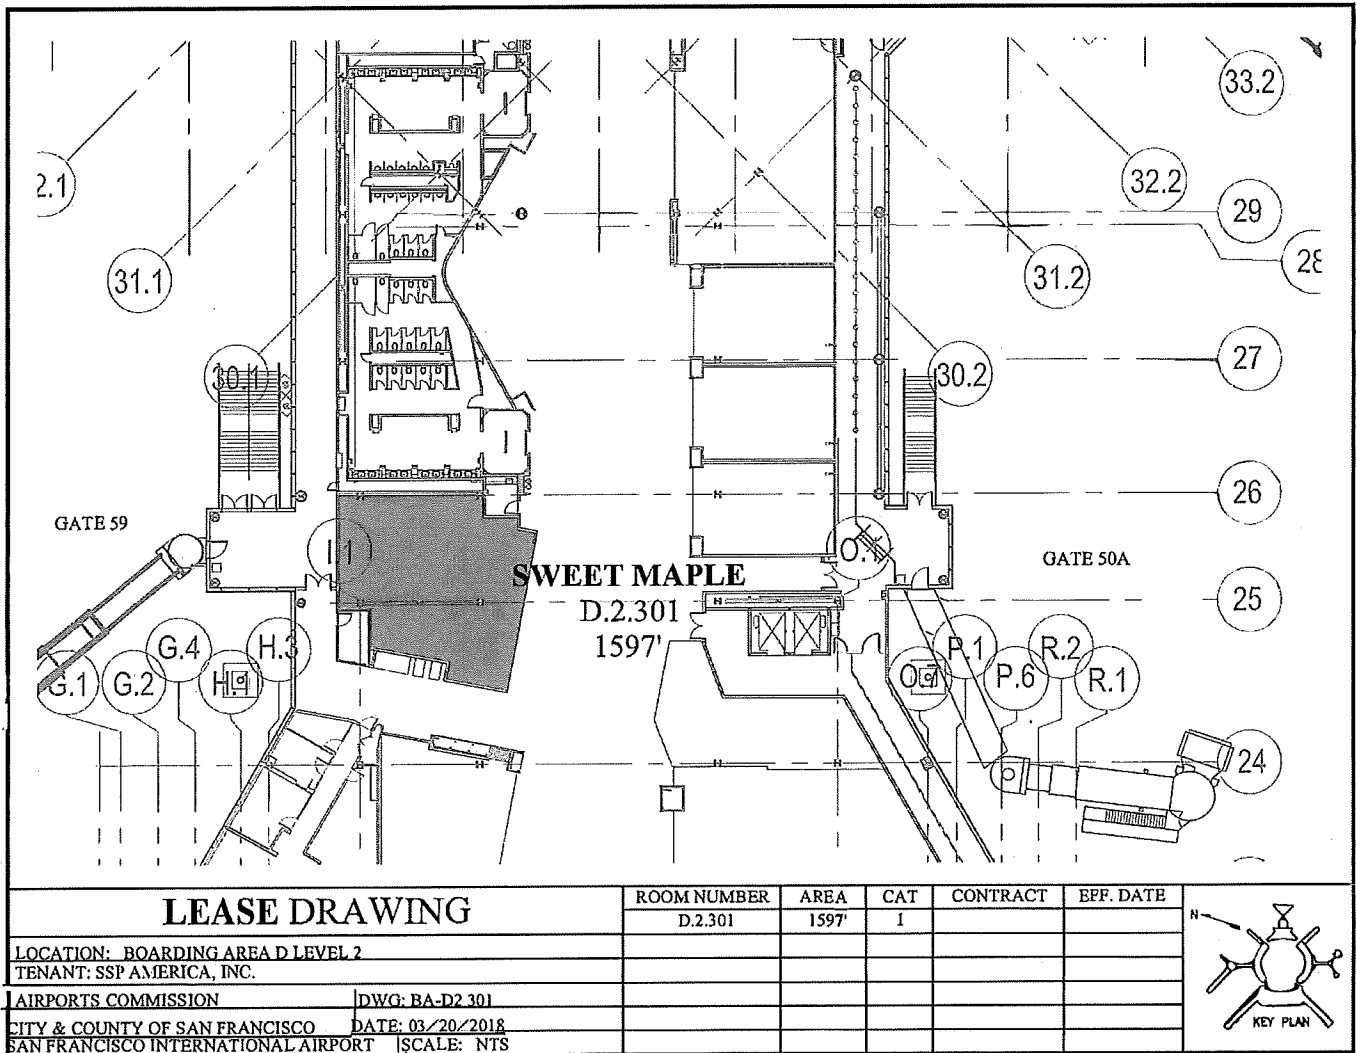 33.2
2.1
32.2
29
31.1
31.2
28
27
30.1
30.2
26
GATE 59
I.1
O.1
GATE 50A
SWEET MAPLE
D.2.301
1597'
25
G.4
H.3
P.1
R.2
G.1
G.2
H.1
O.7
P.6
R.1
24
LEASE DRAWING
ROOM NUMBER AREA CAT CONTRACT EFF. DATE
D.2.301 1597' 1
N
LOCATION: BOARDING AREA D LEVEL 2
TENANT: SSP AMERICA, INC.
AIRPORTS COMMISSION DWG: BA-D2 301
CITY & COUNTY OF SAN FRANCISCO DATE: 03/20/2018
SAN FRANCISCO INTERNATIONAL AIRPORT SCALE: NTS
KEY PLAN